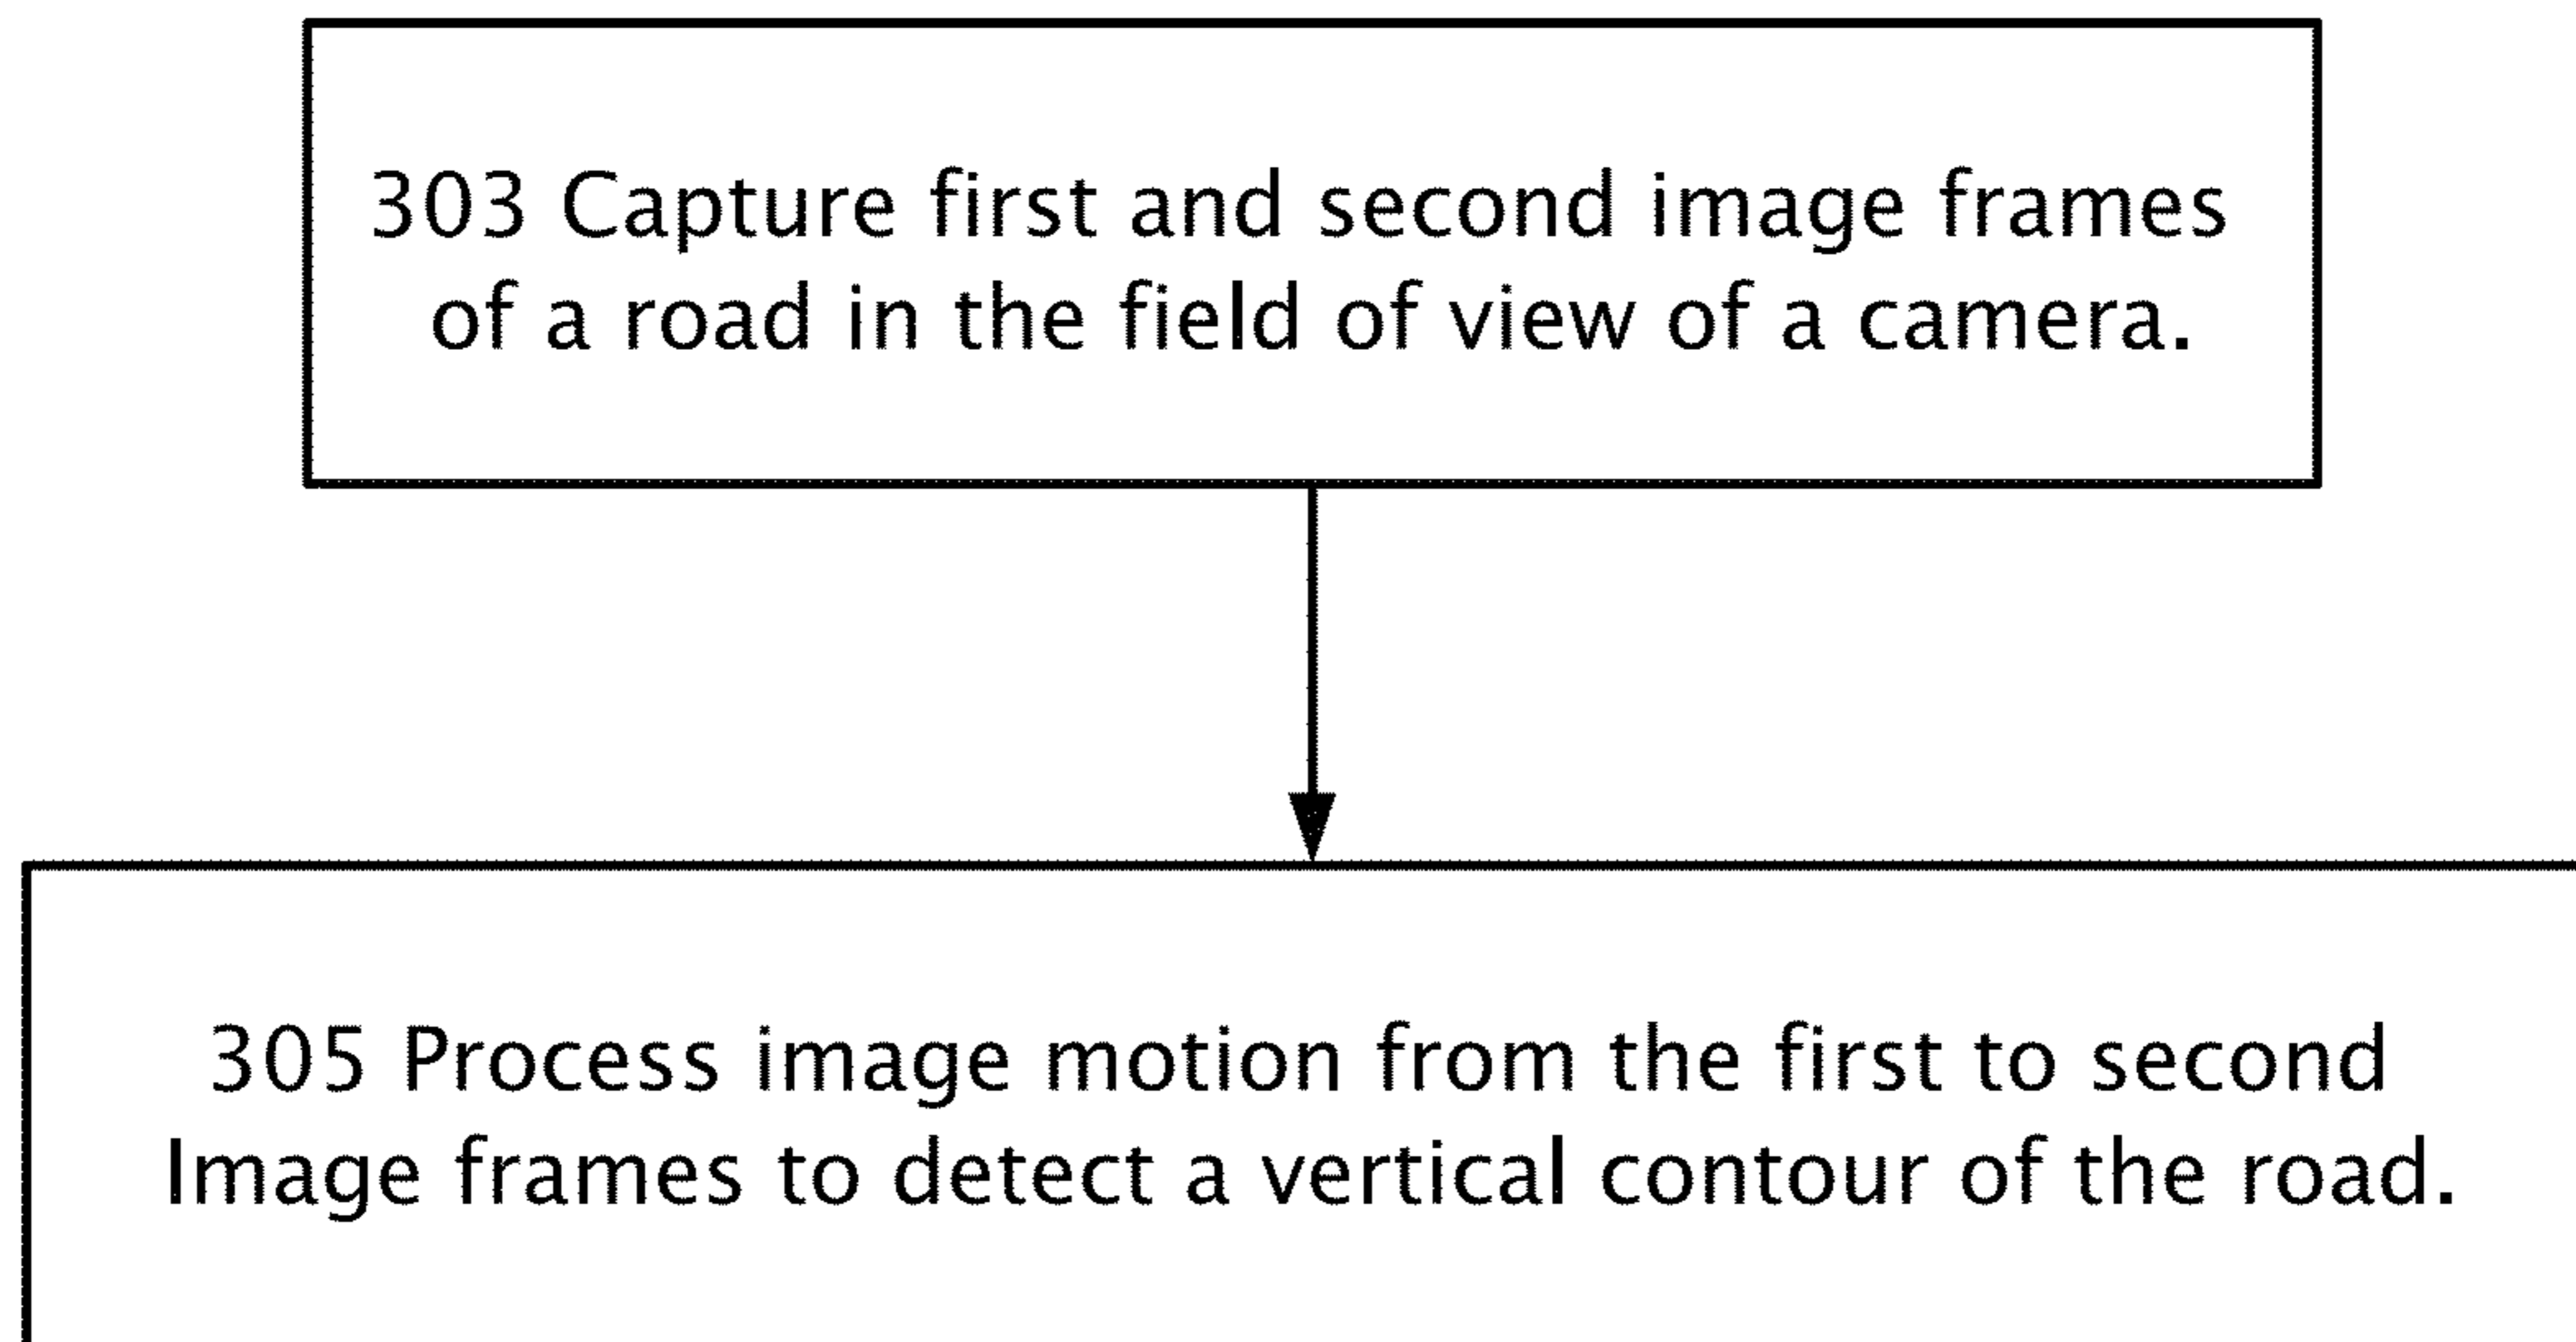 303 Capture first and second image frames
of a road in the field of view of a camera.
305 Process image motion from the first to second
Image frames to detect a vertical contour of the road.